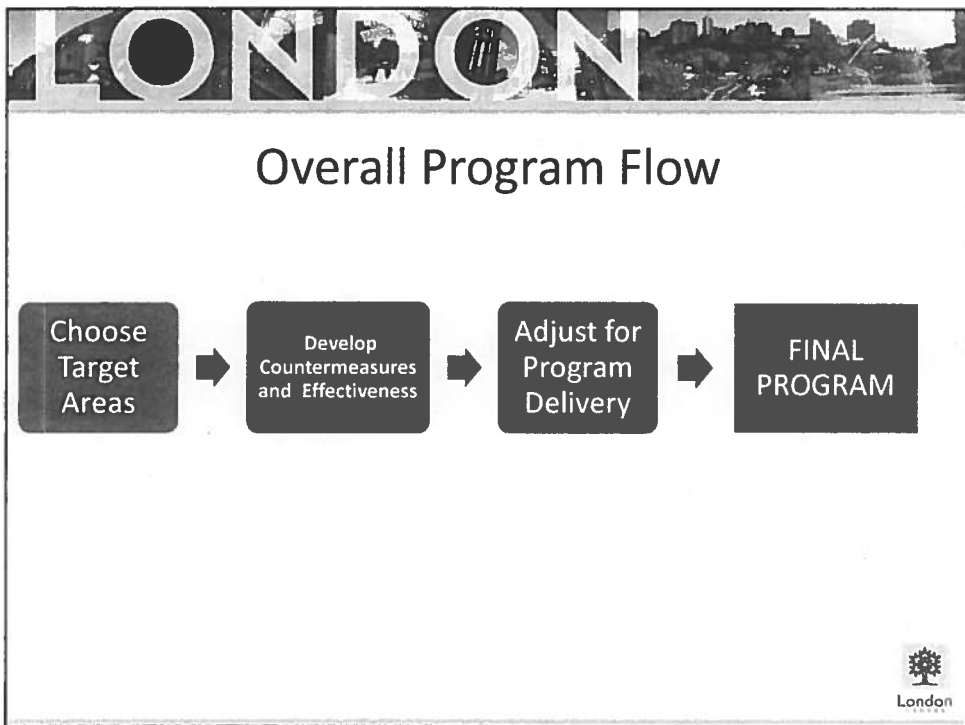 LONDON
Overall Program Flow
Choose
Target
Areas
Develop
Countermeasures
and Effectiveness
Adjust for
Program
Delivery
FINAL
PROGRAM
London